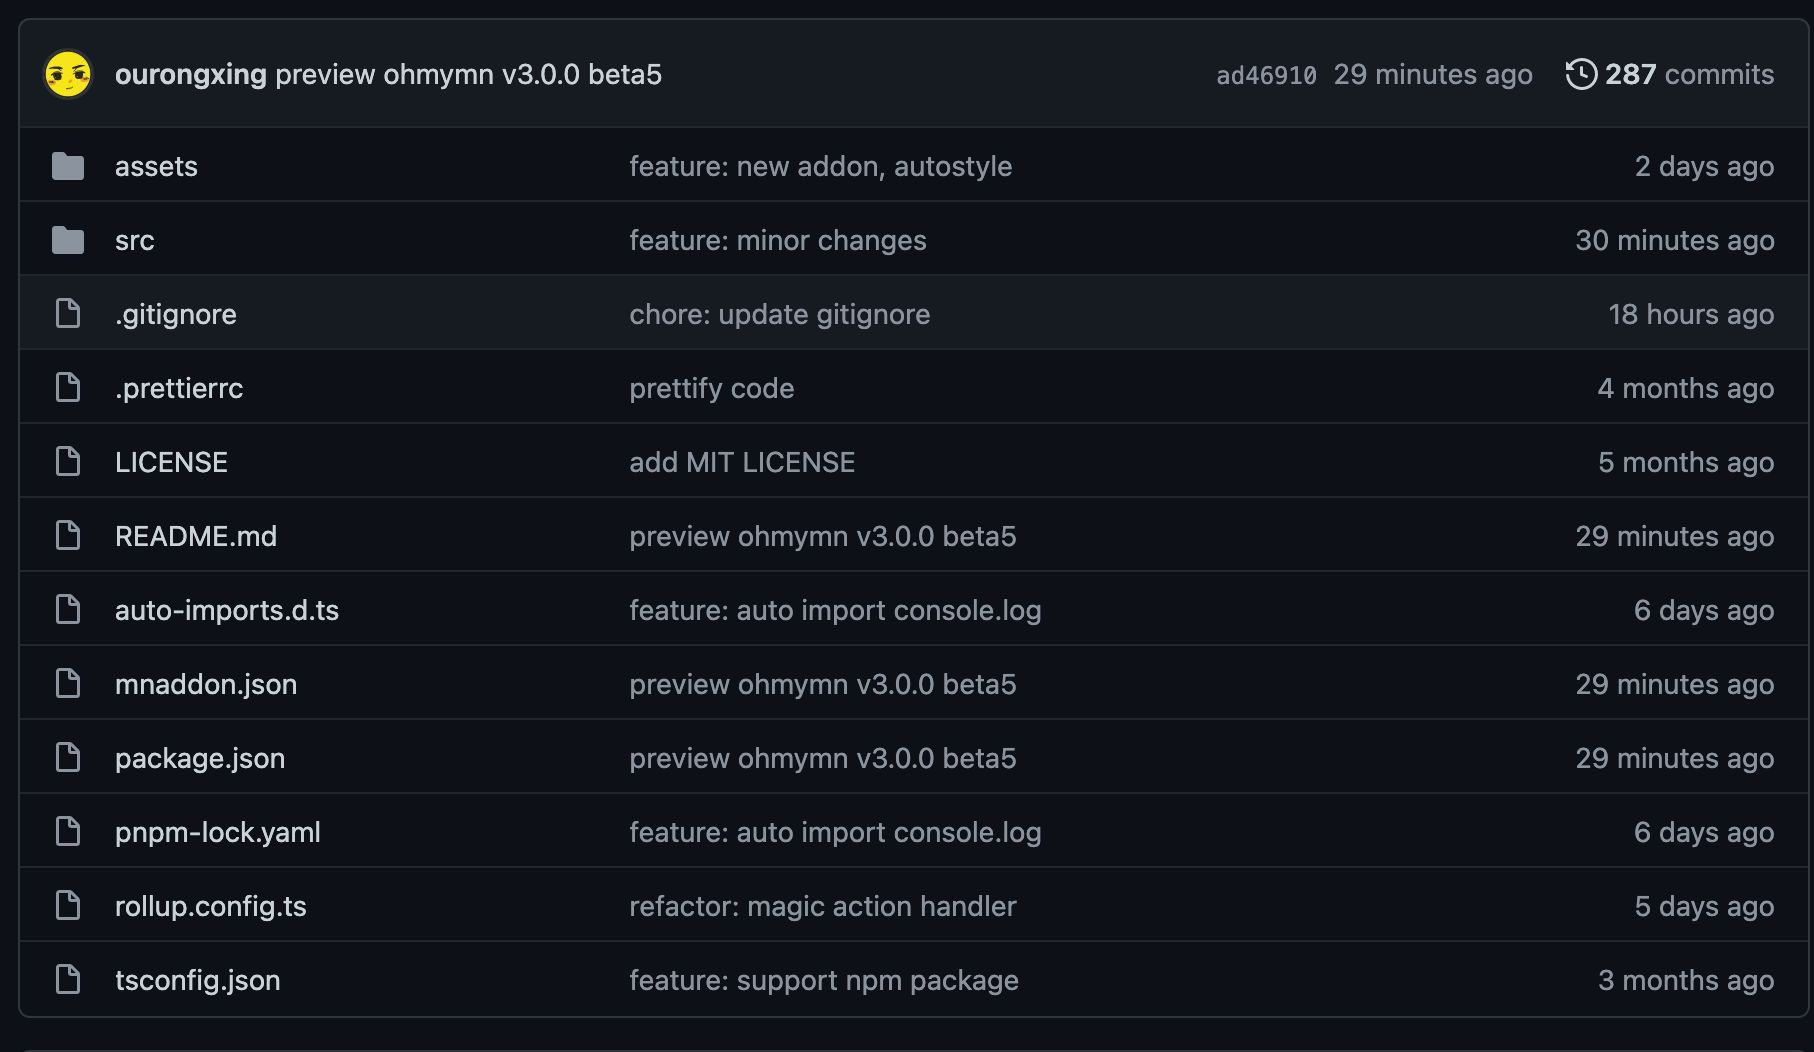 ourongxing preview ohmymn v3.0.0 beta5 ad46910 29 minutes ago 287 commits
assets feature: new addon, autostyle 2 days ago
src feature: minor changes 30 minutes ago
.gitignore chore: update gitignore 18 hours ago
.prettierrc prettify code 4 months ago
LICENSE add MIT LICENSE 5 months ago
README.md preview ohmymn v3.0.0 beta5 29 minutes ago
auto-imports.d.ts feature: auto import console.log 6 days ago
mnaddon.json preview ohmymn v3.0.0 beta5 29 minutes ago
package.json preview ohmymn v3.0.0 beta5 29 minutes ago
pnpm-lock.yaml feature: auto import console.log 6 days ago
rollup.config.ts refactor: magic action handler 5 days ago
tsconfig.json feature: support npm package 3 months ago